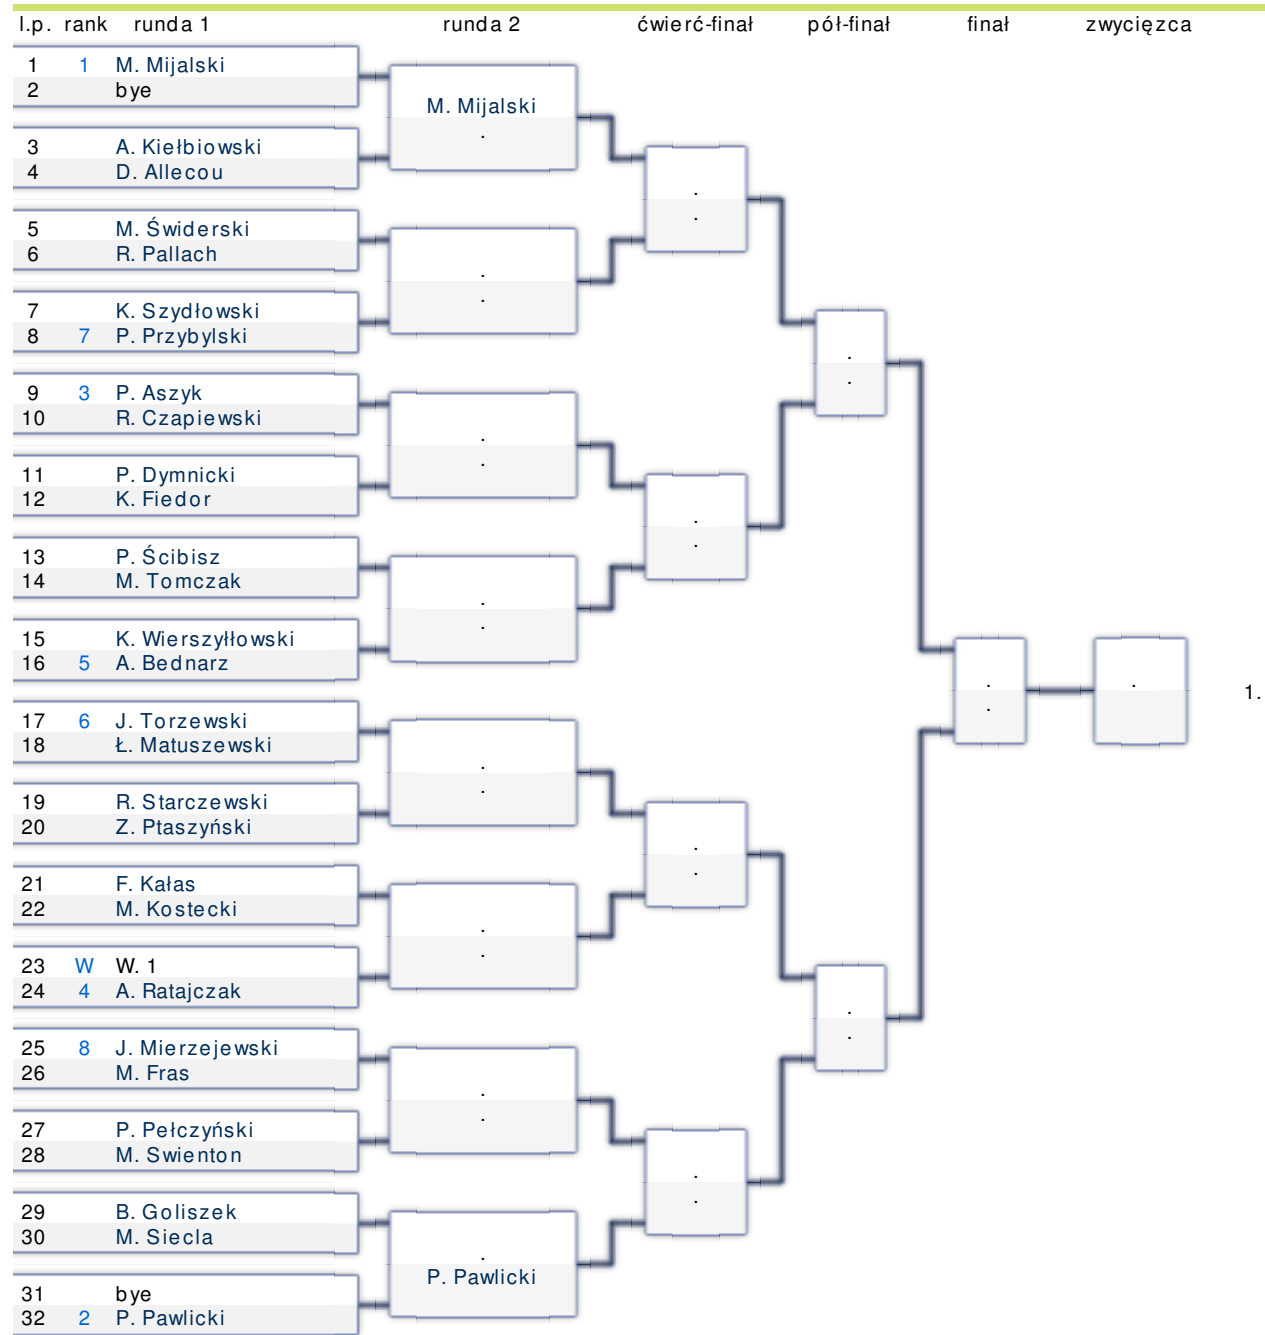 l.p. rank runda 1 runda 2 ćwierć-finał pół-finał finał zwycięzca
1 1 M. Mijalski
2 bye
M. Mijalski
.
3 A. Kiełbiowski
4 D. Allecou
.
.
5 M. Świderski
6 R. Pallach
.
.
7 K. Szydłowski
8 7 P. Przybylski
.
.
9 3 P. Aszyk
10 R. Czapiewski
.
.
11 P. Dymnicki
12 K. Fiedor
.
.
13 P. Ścibisz
14 M. Tomczak
.
.
15 K. Wierszyłłowski
16 5 A. Bednarz
.
.
. 1.
17 6 J. Torzewski
18 Ł. Matuszewski
.
.
19 R. Starczewski
20 Z. Ptaszyński
.
.
21 F. Kałas
22 M. Kostecki
.
.
23 W W. 1
24 4 A. Ratajczak
.
.
25 8 J. Mierzejewski
26 M. Fras
.
.
27 P. Pełczyński
28 M. Swienton
.
.
29 B. Goliszek
30 M. Siecla
.
P. Pawlicki
31 bye
32 2 P. Pawlicki